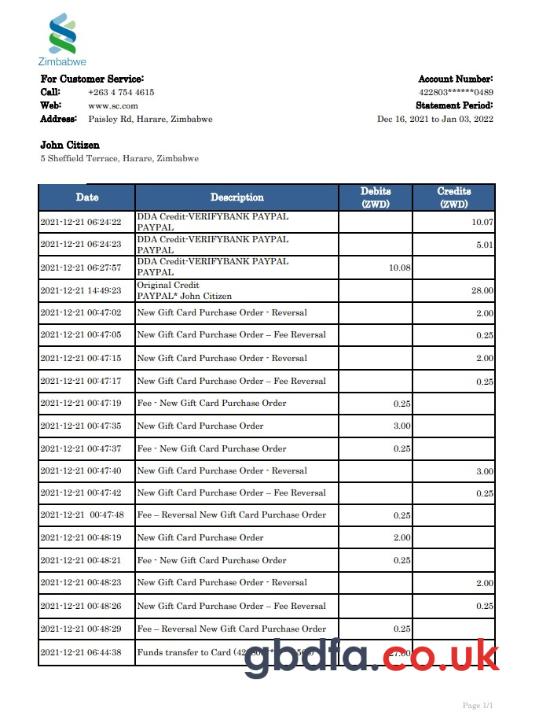 Zimbabwe
For Customer Service:
Call: +263 4 754 4615
Web: www.sc.com
Address: Paisley Rd, Harare, Zimbabwe
Account Number:
422803******0489
Statement Period:
Dec 16, 2021 to Jan 03, 2022
John Citizen
5 Sheffield Terrace, Harare, Zimbabwe
Date Description Debits (ZWD) Credits (ZWD)
2021-12-21 06:24:22 DDA Credit-VERIFYBANK PAYPAL PAYPAL 10.07
2021-12-21 06:24:23 DDA Credit-VERIFYBANK PAYPAL PAYPAL 5.01
2021-12-21 06:27:57 DDA Credit-VERIFYBANK PAYPAL PAYPAL 10.08
2021-12-21 14:49:23 Original Credit PAYPAL* John Citizen 28.00
2021-12-21 00:47:02 New Gift Card Purchase Order - Reversal 2.00
2021-12-21 00:47:05 New Gift Card Purchase Order – Fee Reversal 0.25
2021-12-21 00:47:15 New Gift Card Purchase Order - Reversal 2.00
2021-12-21 00:47:17 New Gift Card Purchase Order – Fee Reversal 0.25
2021-12-21 00:47:19 Fee - New Gift Card Purchase Order 0.25
2021-12-21 00:47:35 New Gift Card Purchase Order 3.00
2021-12-21 00:47:37 Fee - New Gift Card Purchase Order 0.25
2021-12-21 00:47:40 New Gift Card Purchase Order - Reversal 3.00
2021-12-21 00:47:42 New Gift Card Purchase Order – Fee Reversal 0.25
2021-12-21 00:47:48 Fee – Reversal New Gift Card Purchase Order 0.25
2021-12-21 00:48:19 New Gift Card Purchase Order 2.00
2021-12-21 00:48:21 Fee - New Gift Card Purchase Order 0.25
2021-12-21 00:48:23 New Gift Card Purchase Order - Reversal 2.00
2021-12-21 00:48:26 New Gift Card Purchase Order – Fee Reversal 0.25
2021-12-21 00:48:29 Fee – Reversal New Gift Card Purchase Order 0.25
2021-12-21 06:44:38 Funds transfer to Card
gbdfa.co.uk
Page 1/1